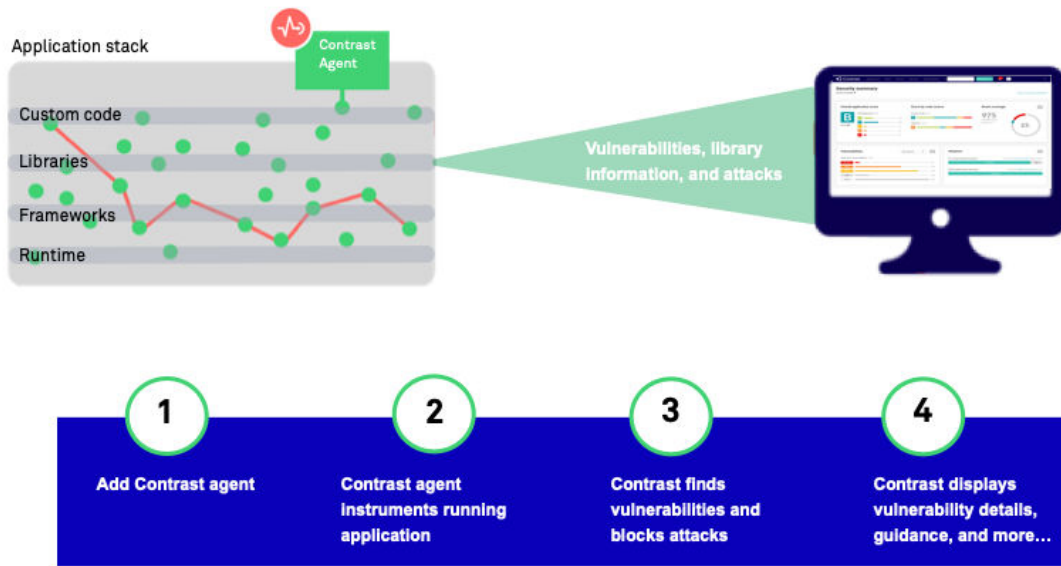 Application stack
Contrast
Agent
Custom code
Libraries
Frameworks
Runtime
Vulnerabilities, library
information, and attacks
Security summary
B
1
Add Contrast agent
2
Contrast agent
instruments running
application
3
Contrast finds
vulnerabilities and
blocks attacks
4
Contrast displays
vulnerability details,
guidance, and more...